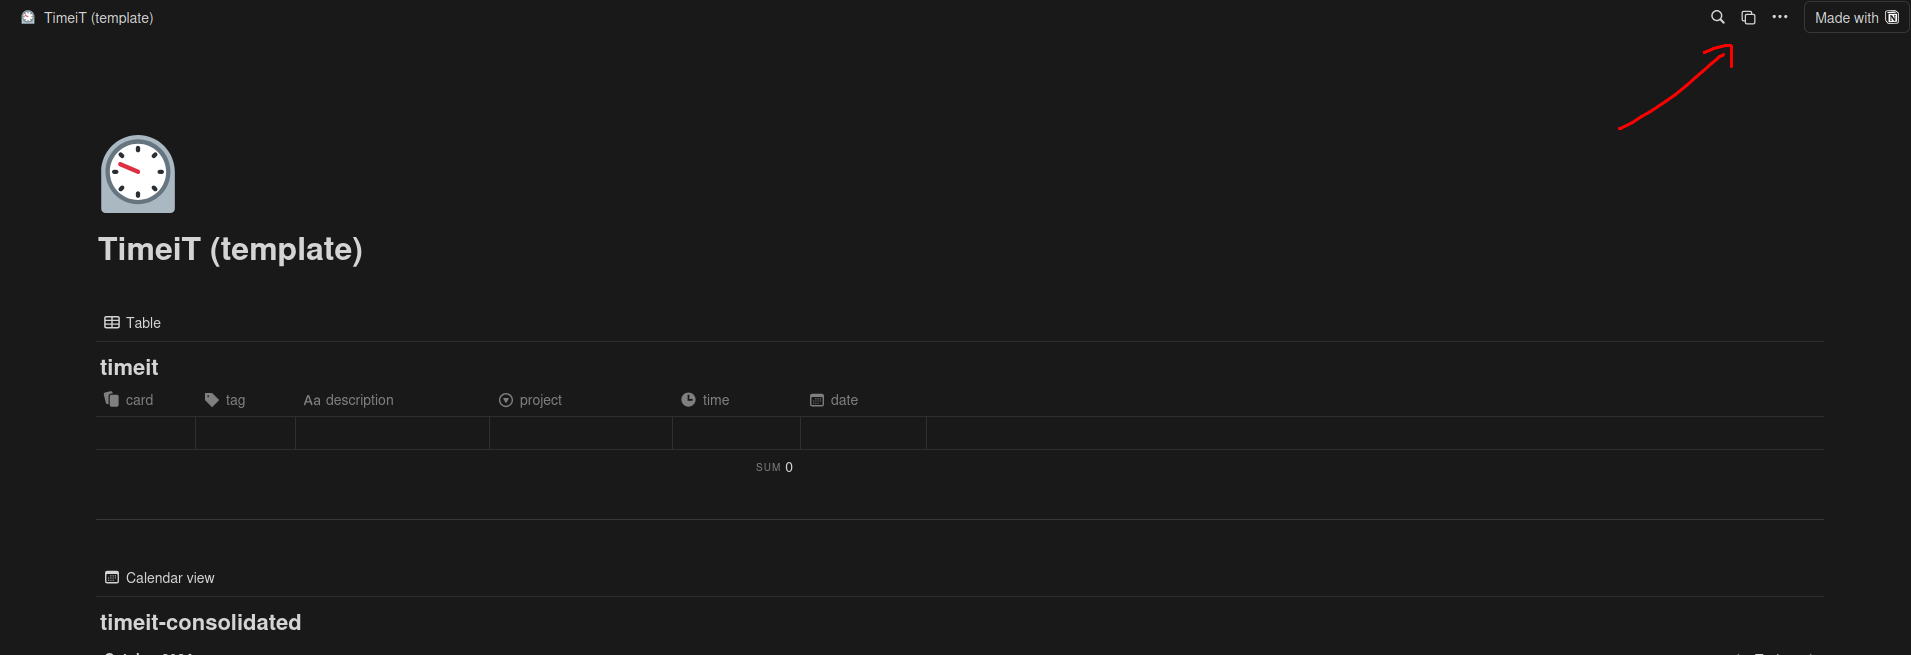 TimeiT (template)
Made with
TimeiT (template)
Table
timeit
card tag Aa description project time date
SUM 0
Calendar view
timeit-consolidated